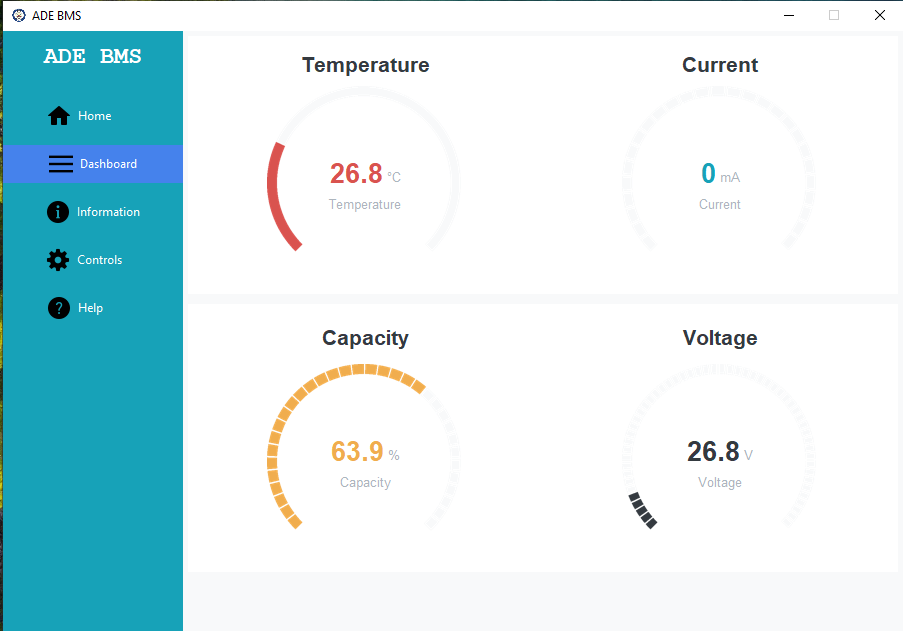 ADE BMS
ADE BMS
Home
Dashboard
Information
Controls
Help
Temperature
26.8 °C
Temperature
Current
0 mA
Current
Capacity
63.9 %
Capacity
Voltage
26.8 V
Voltage